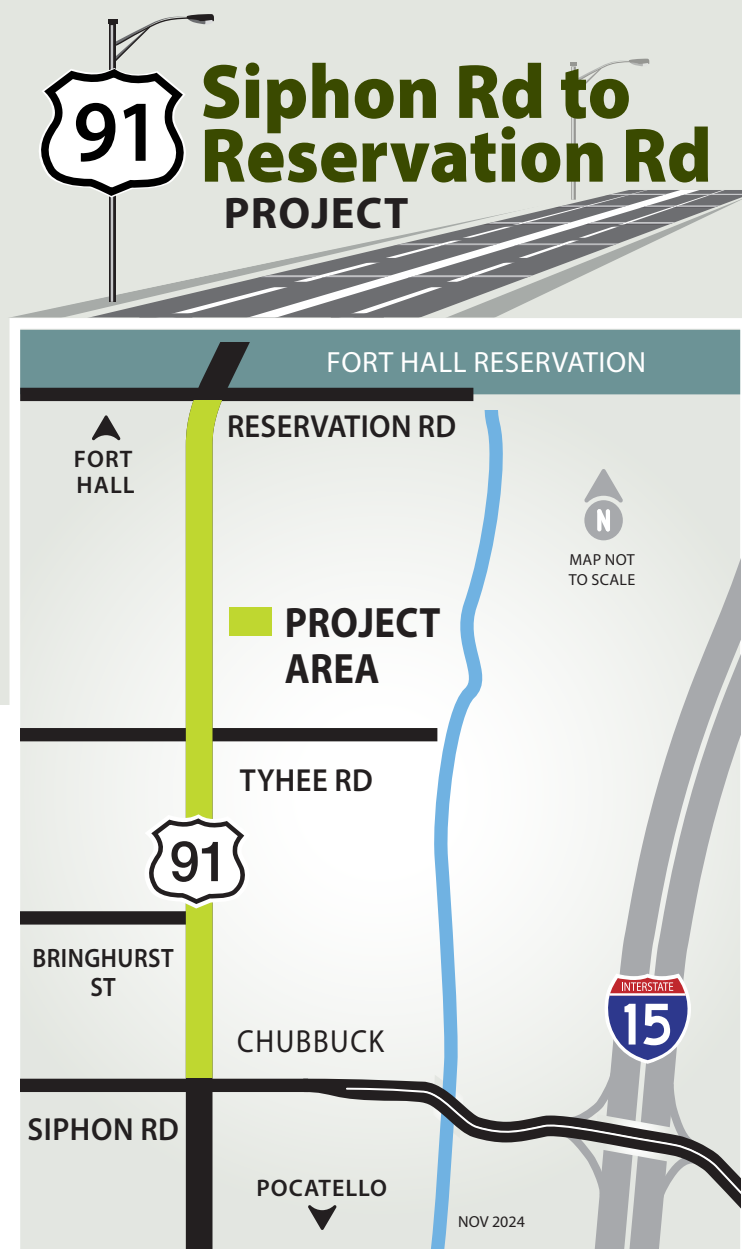 91
Siphon Rd to
Reservation Rd
PROJECT
FORT HALL RESERVATION
RESERVATION RD
FORT
HALL
N
MAP NOT
TO SCALE
PROJECT
AREA
TYHEE RD
91
BRINGHURST
ST
INTERSTATE
15
CHUBBUCK
SIPHON RD
POCATELLO
NOV 2024